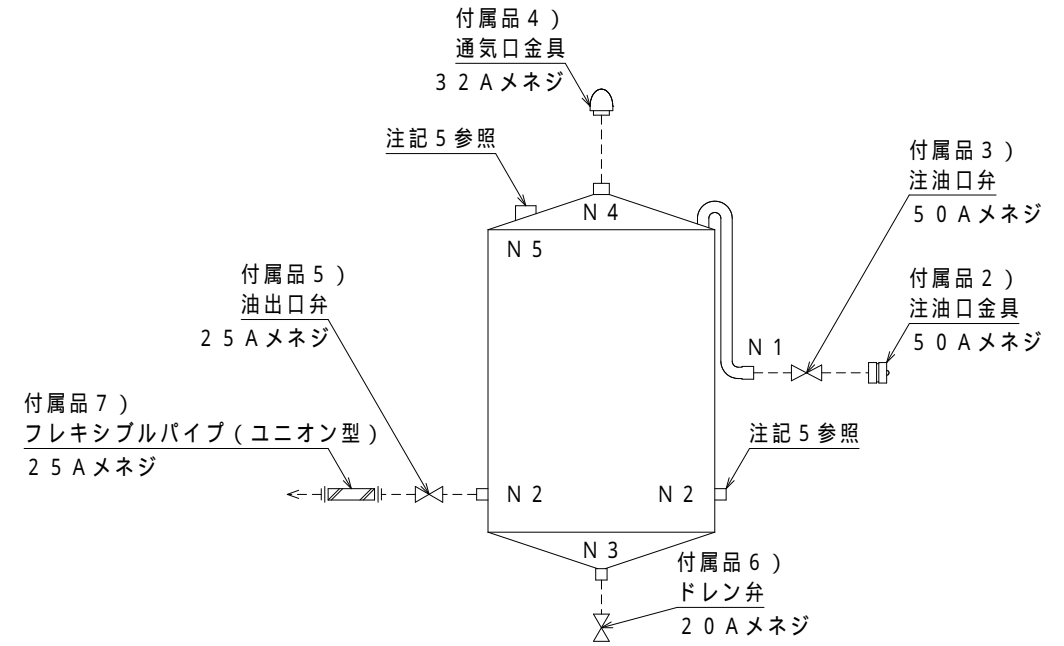 付属品４）
通気口金具
３２Ａメネジ
注記５参照
付属品３）
注油口弁
５０Ａメネジ
Ｎ４
Ｎ５
付属品５）
油出口弁
２５Ａメネジ
付属品２）
注油口金具
５０Ａメネジ
Ｎ１
付属品７）
フレキシブルパイプ（ユニオン型）
２５Ａメネジ
注記５参照
Ｎ２
Ｎ２
Ｎ３
付属品６）
ドレン弁
２０Ａメネジ